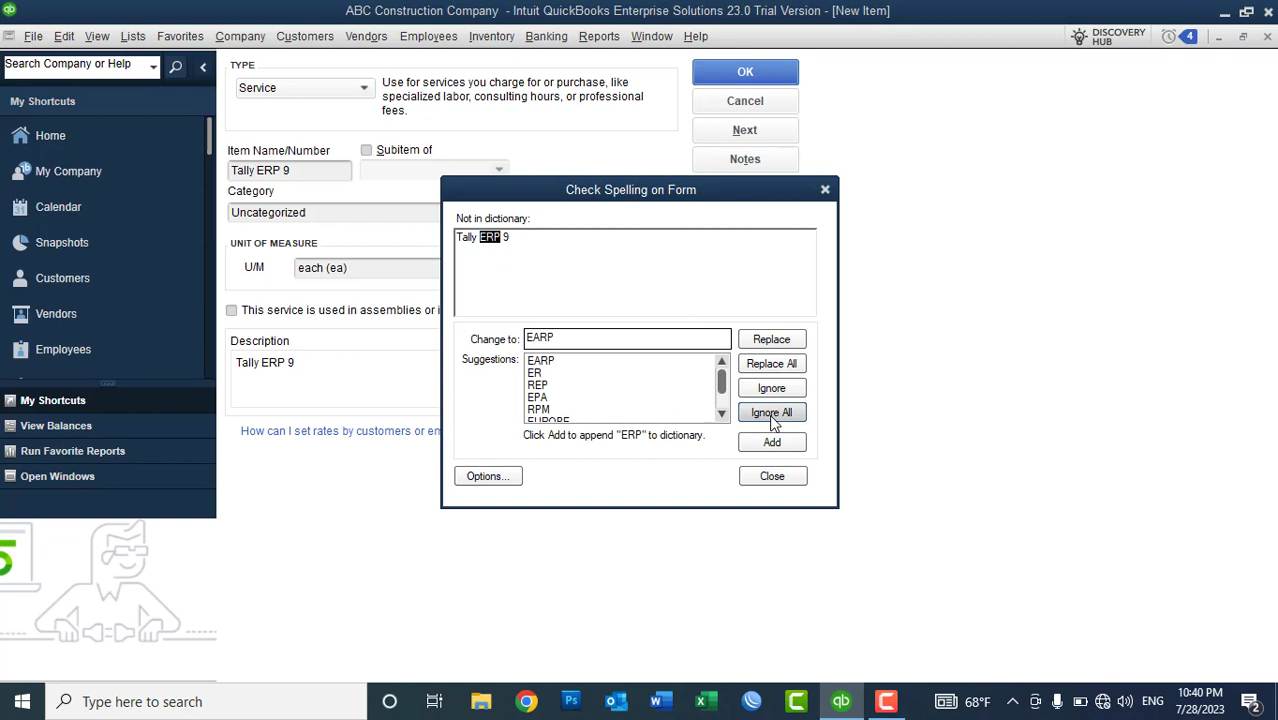 ABC Construction Company - Intuit QuickBooks Enterprise Solutions 23.0 Trial Version - [New Item]
File Edit View Lists Favorites Company Customers Vendors Employees Inventory Banking Reports Window Help
DISCOVERY
HUB
4
Search Company or Help
My Shortcuts
Home
My Company
Calendar
Snapshots
Customers
Vendors
Employees
My Shortcuts
View Balances
Run Favorite Reports
Open Windows
TYPE
Service
Use for services you charge for or purchase, like
specialized labor, consulting hours, or professional
fees.
OK
Cancel
Next
Notes
Item Name/Number
Subitem of
Tally ERP 9
Category
Uncategorized
UNIT OF MEASURE
U/M
each (ea)
This service is used in assemblies or
Description
Tally ERP 9
How can I set rates by customers or
Check Spelling on Form
Not in dictionary:
Tally ERP 9
Change to:
EARP
Suggestions:
EARP
ER
REP
EPA
RPM
EUROPE
Replace
Replace All
Ignore
Ignore All
Click Add to append "ERP" to dictionary.
Add
Options...
Close
Type here to search
Ps
qb
68°F
ENG
10:40 PM
7/28/2023
2